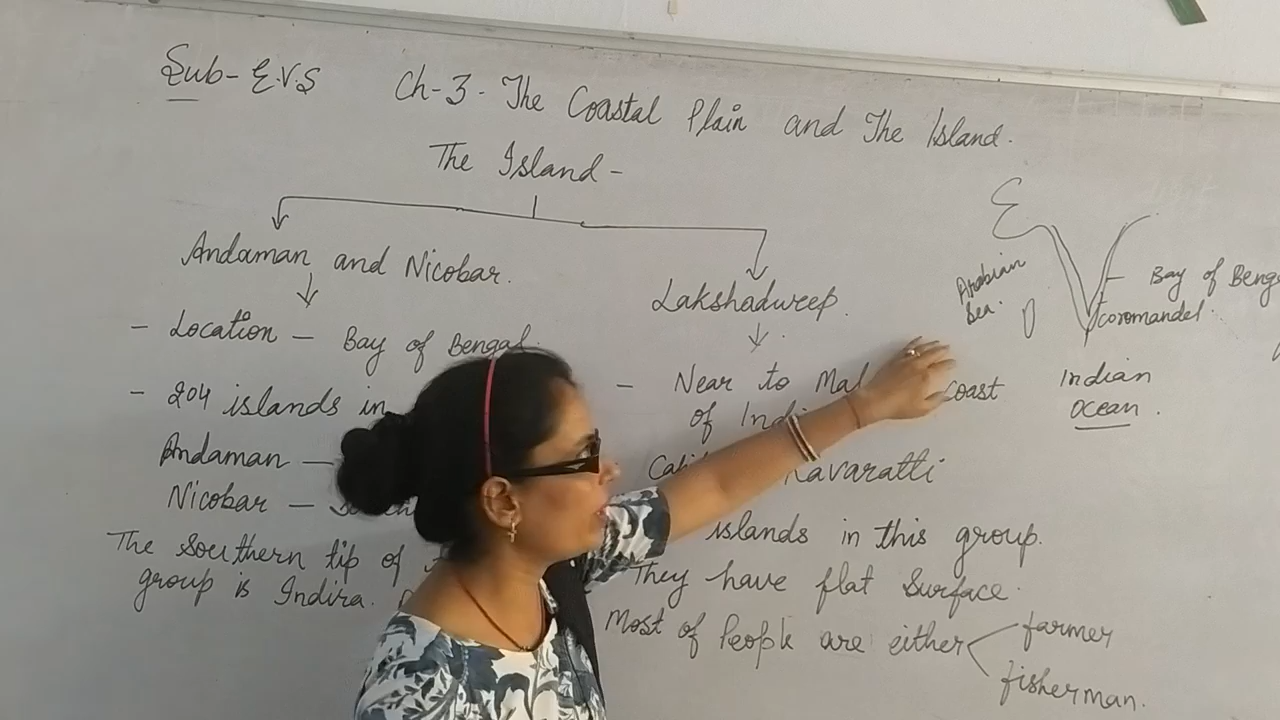 Sub- E.V.S Ch-3- The Coastal Plain and The Island.
The Island -
Andaman and Nicobar.
- Location - Bay of Bengal.
- 204 islands in
Andaman -
Nicobar -
The Southern tip of
group is Indira.
Lakshadweep.
- Near to Coast
of
Kavaratti
islands in this group.
They have flat Surface.
Most of People are either
farmer
fisherman.
Arabian
Sea.
- Bay of
coromandel.
Indian
Ocean.